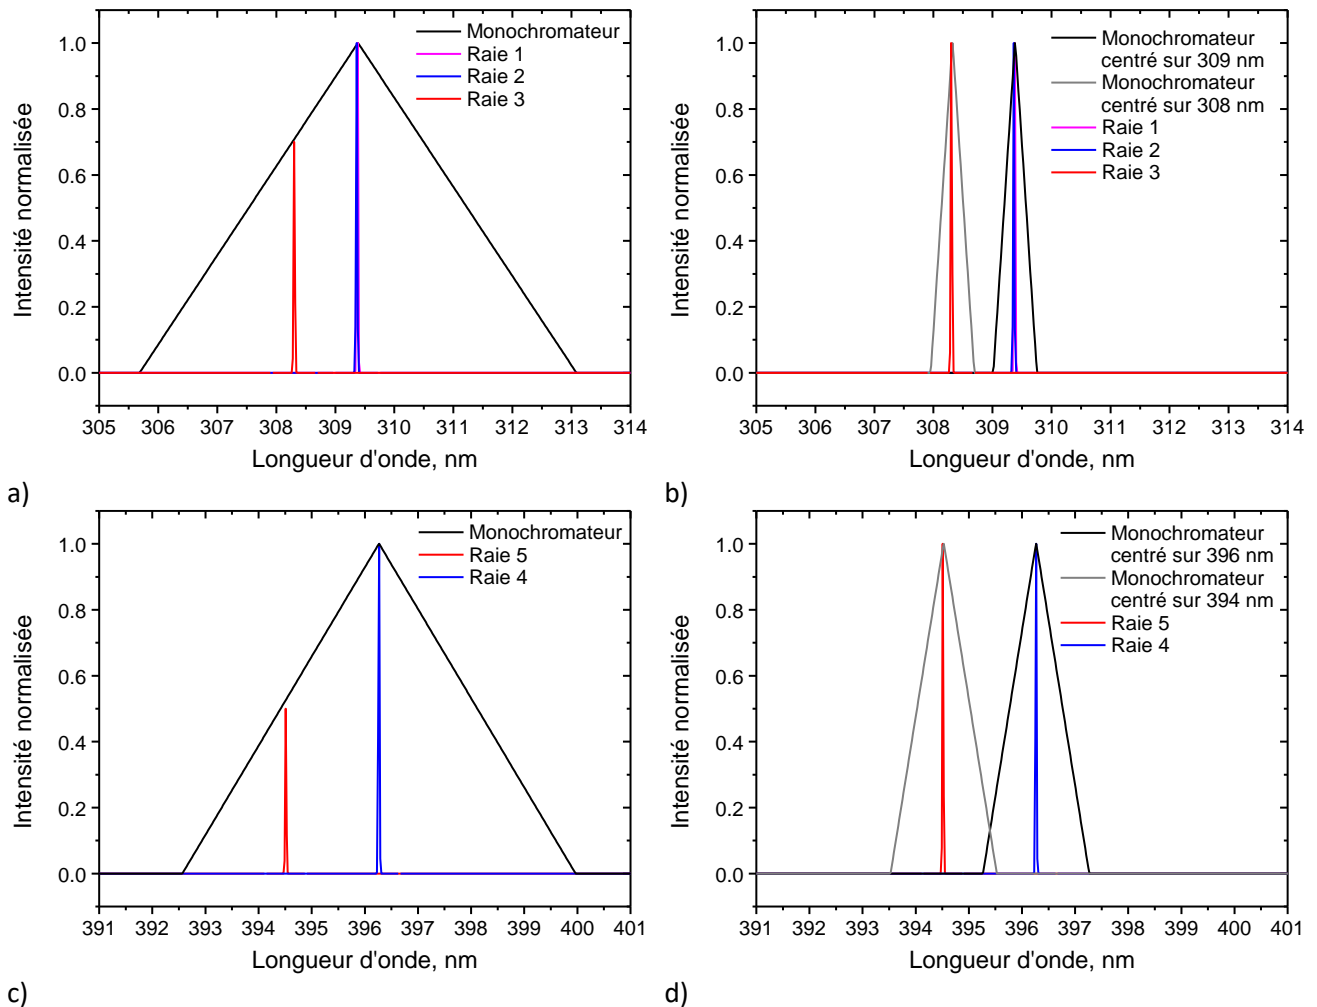 Monochromateur
Raie 1
Raie 2
Raie 3
1.0
0.8
0.6
0.4
0.2
0.0
Intensité normalisée
305 306 307 308 309 310 311 312 313 314
Longueur d'onde, nm
a)
Monochromateur
centré sur 309 nm
Monochromateur
centré sur 308 nm
Raie 1
Raie 2
Raie 3
1.0
0.8
0.6
0.4
0.2
0.0
Intensité normalisée
305 306 307 308 309 310 311 312 313 314
Longueur d'onde, nm
b)
Monochromateur
Raie 5
Raie 4
1.0
0.8
0.6
0.4
0.2
0.0
Intensité normalisée
391 392 393 394 395 396 397 398 399 400 401
Longueur d'onde, nm
c)
Monochromateur
centré sur 396 nm
Monochromateur
centré sur 394 nm
Raie 5
Raie 4
1.0
0.8
0.6
0.4
0.2
0.0
Intensité normalisée
391 392 393 394 395 396 397 398 399 400 401
Longueur d'onde, nm
d)